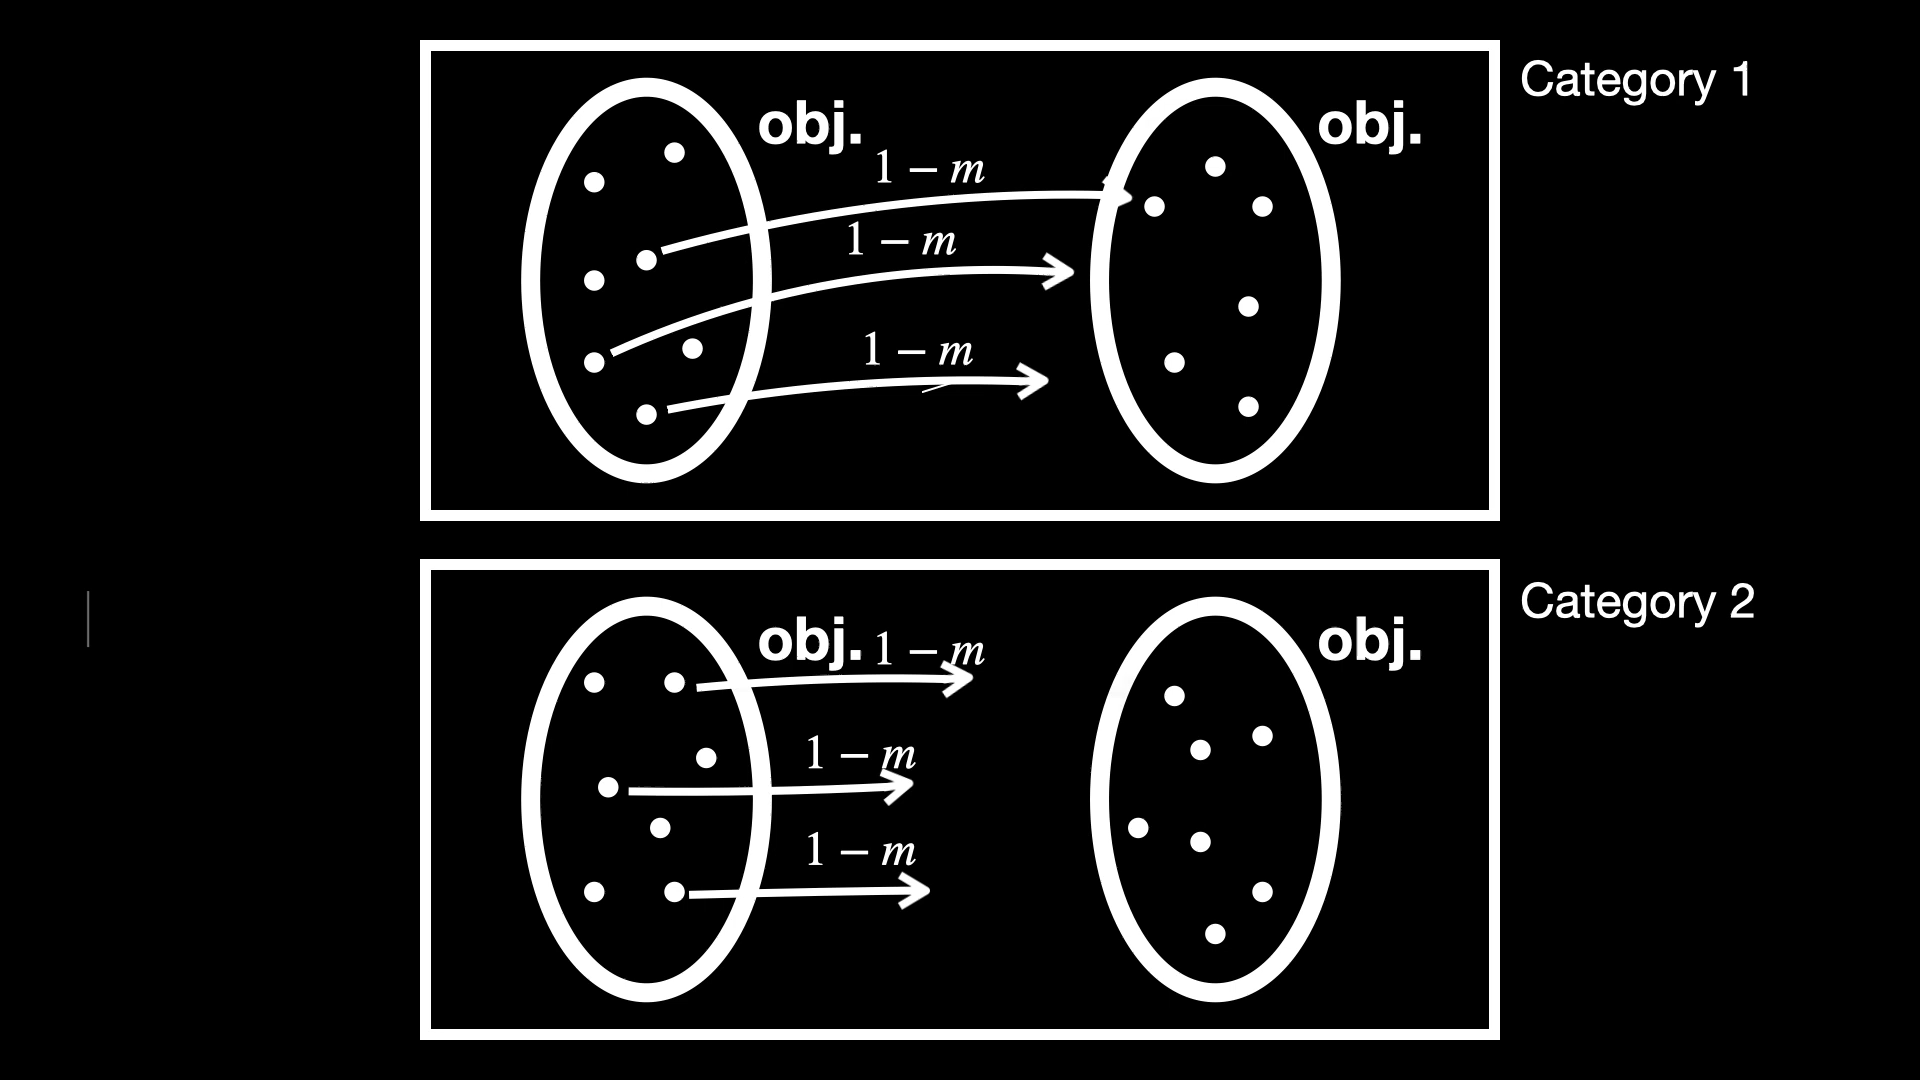 Category 1
obj.
obj.
1 – m
1 – m
1 – m
Category 2
obj.
obj.
1 – m
1 – m
1 – m